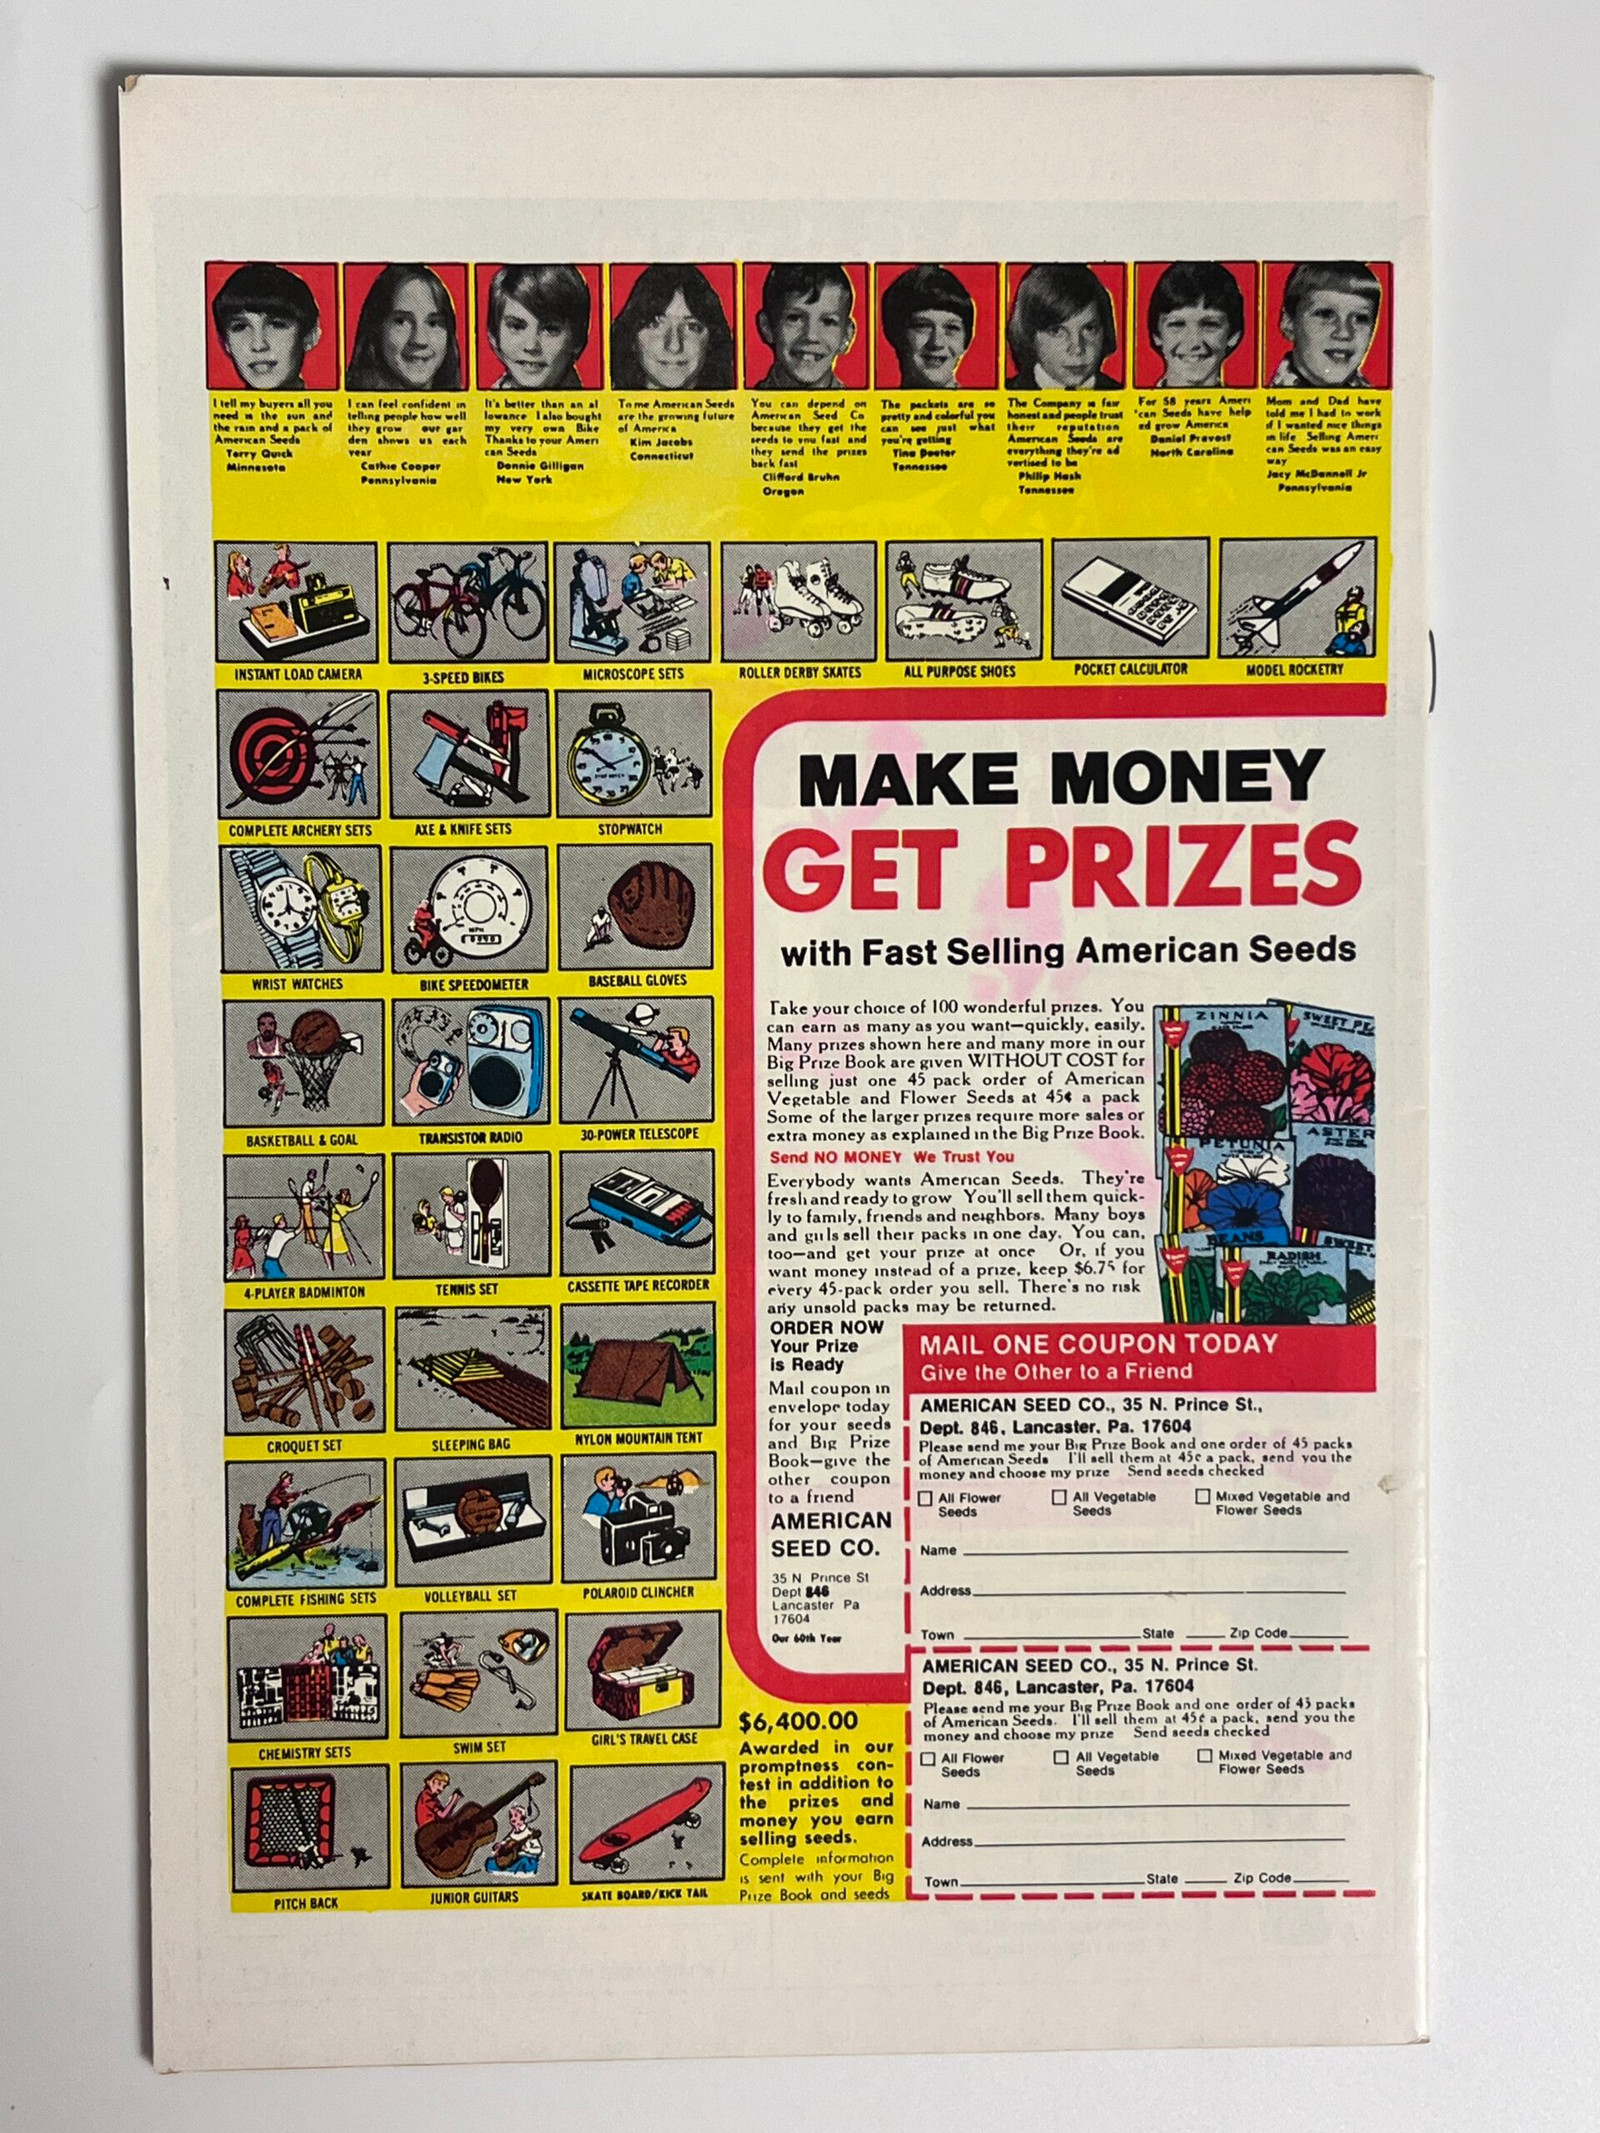 I tell my buyers all you
need is the sun and
the rain and a pack of
American Seeds
Terry Quick
Minnesota
I can feel confident in
telling people how well
they grow our gar
den shows us each
year
Cathie Cooper
Pennsylvania
It's better than an al
lowance I also bought
my very own Bike
Thanks to your Ameri
can Seeds
Donnie Gilligan
New York
To me American Seeds
are the growing future
of America
Kim Jacobs
Connecticut
You can depend on
American Seed Co
because they get the
seeds to you fast and
they send the prizes
back fast
Clifford Bruhn
Oregon
The packets are so
pretty and colorful you
can see just what
you're getting
Tina
Tennessee
The Company is fair
honest and people trust
their reputation
American Seeds are
everything they're ad
vertised to be
Philip Hash
Tennessee
For 58 years Ameri
'can Seeds have help
ed grow America
Daniel Provost
North Carolina
Mom and Dad have
told me I had to work
if I wanted nice things
in life Selling Ameri
can Seeds was an easy
way
Jacy McDannell Jr
Pennsylvania
INSTANT LOAD CAMERA
3-SPEED BIKES
MICROSCOPE SETS
ROLLER DERBY SKATES
ALL PURPOSE SHOES
POCKET CALCULATOR
MODEL ROCKETRY
COMPLETE ARCHERY SETS
AXE & KNIFE SETS
STOPWATCH
WRIST WATCHES
MPH
BIKE SPEEDOMETER
BASEBALL GLOVES
BASKETBALL & GOAL
TRANSISTOR RADIO
30-POWER TELESCOPE
4-PLAYER BADMINTON
TENNIS SET
CASSETTE TAPE RECORDER
CROQUET SET
SLEEPING BAG
NYLON MOUNTAIN TENT
COMPLETE FISHING SETS
VOLLEYBALL SET
POLAROID CLINCHER
CHEMISTRY SETS
SWIM SET
GIRL'S TRAVEL CASE
PITCH BACK
JUNIOR GUITARS
SKATE BOARD/KICK TAIL
MAKE MONEY
GET PRIZES
with Fast Selling American Seeds
Take your choice of 100 wonderful prizes. You
can earn as many as you want—quickly, easily.
Many prizes shown here and many more in our
Big Prize Book are given WITHOUT COST for
selling just one 45 pack order of American
Vegetable and Flower Seeds at 45¢ a pack
Some of the larger prizes require more sales or
extra money as explained in the Big Prize Book.
Send NO MONEY We Trust You
Everybody wants American Seeds. They're
fresh and ready to grow You'll sell them quick-
ly to family, friends and neighbors. Many boys
and girls sell their packs in one day. You can,
too—and get your prize at once Or, if you
want money instead of a prize, keep $6.75 for
every 45-pack order you sell. There's no risk
any unsold packs may be returned.
ZINNIA
SWEET PE
PETUNIA
ASTER
BEANS
RADISH
SWEET
ORDER NOW
Your Prize
is Ready
Mail coupon in
envelope today
for your seeds
and Big Prize
Book—give the
other coupon
to a friend
AMERICAN
SEED CO.
35 N Prince St
Dept 846
Lancaster Pa
17604
Our 60th Year
MAIL ONE COUPON TODAY
Give the Other to a Friend
AMERICAN SEED CO., 35 N. Prince St.,
Dept. 846, Lancaster, Pa. 17604
Please send me your Big Prize Book and one order of 45 packs
of American Seeds I'll sell them at 45¢ a pack, send you the
money and choose my prize Send seeds checked
All Flower Seeds
All Vegetable Seeds
Mixed Vegetable and Flower Seeds
Name
Address
Town State Zip Code
AMERICAN SEED CO., 35 N. Prince St.
Dept. 846, Lancaster, Pa. 17604
Please send me your Big Prize Book and one order of 45 packs
of American Seeds. I'll sell them at 45¢ a pack, send you the
money and choose my prize Send seeds checked
All Flower Seeds
All Vegetable Seeds
Mixed Vegetable and Flower Seeds
Name
Address
Town State Zip Code
$6,400.00
Awarded in our
promptness con-
test in addition to
the prizes and
money you earn
selling seeds.
Complete information
is sent with your Big
Prize Book and seeds